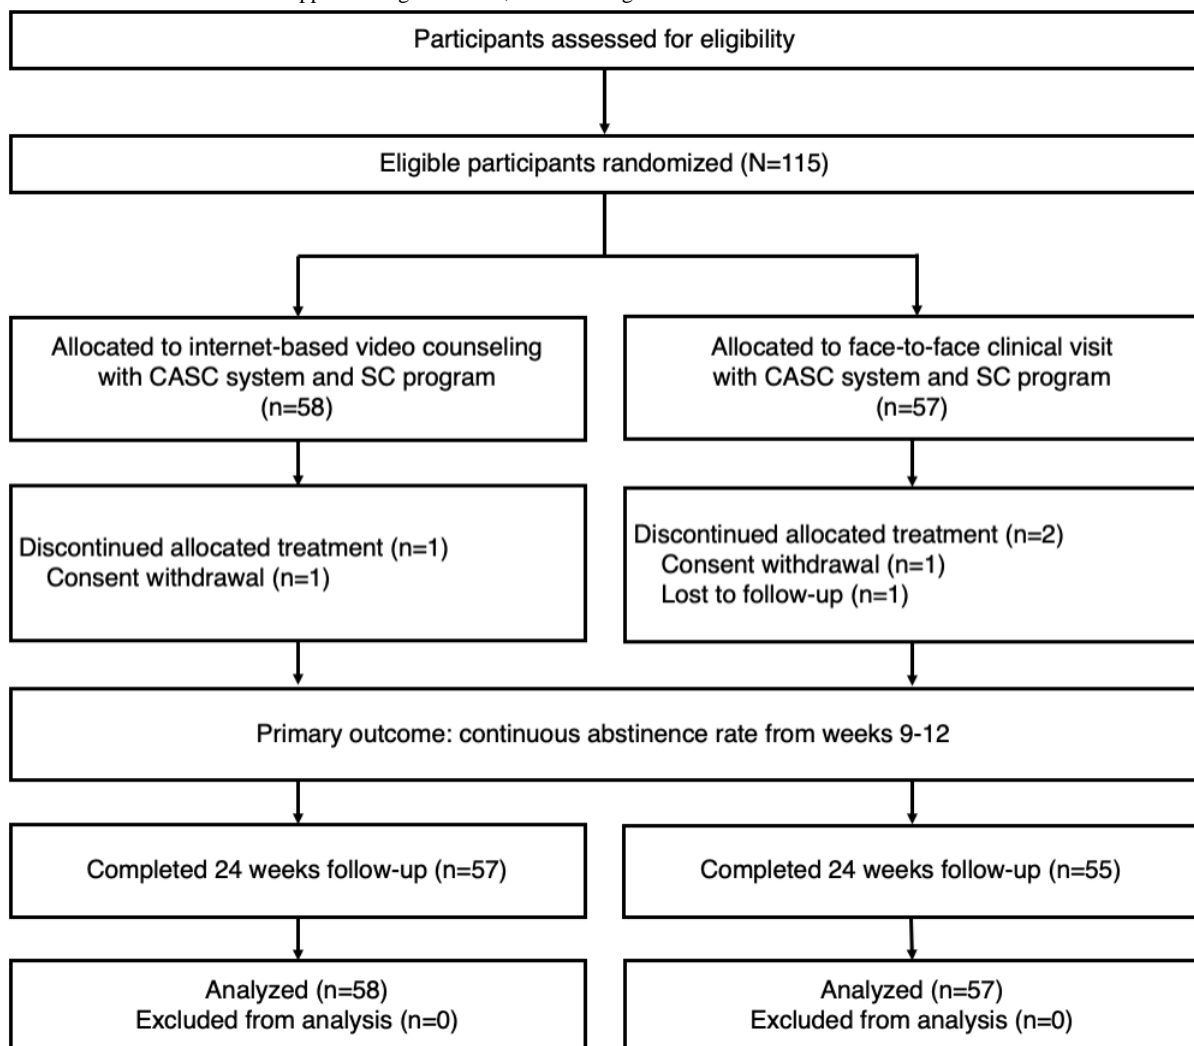 Participants assessed for eligibility
Eligible participants randomized (N=115)
Allocated to internet-based video counseling
with CASC system and SC program
(n=58)
Allocated to face-to-face clinical visit
with CASC system and SC program
(n=57)
Discontinued allocated treatment (n=1)
Consent withdrawal (n=1)
Discontinued allocated treatment (n=2)
Consent withdrawal (n=1)
Lost to follow-up (n=1)
Primary outcome: continuous abstinence rate from weeks 9-12
Completed 24 weeks follow-up (n=57)
Completed 24 weeks follow-up (n=55)
Analyzed (n=58)
Excluded from analysis (n=0)
Analyzed (n=57)
Excluded from analysis (n=0)